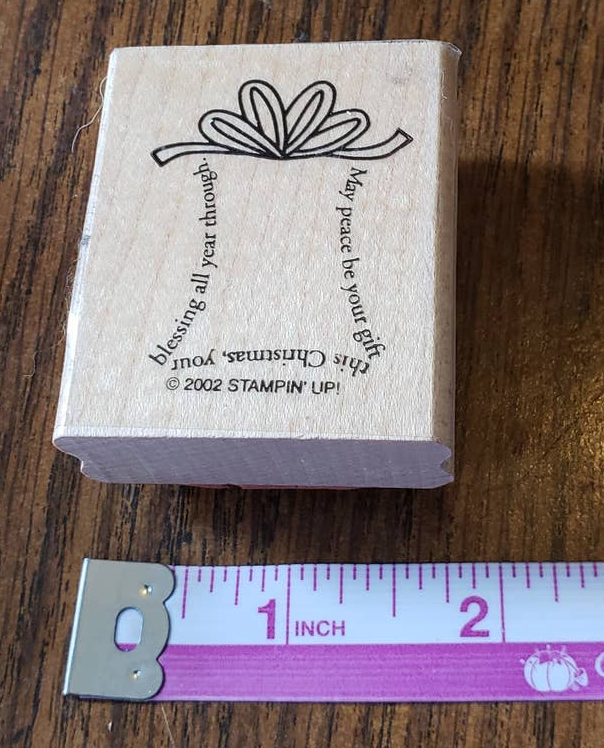 May peace be your gift
this Christmas, your
blessing all year through.
© 2002 STAMPIN' UP!
1 INCH 2